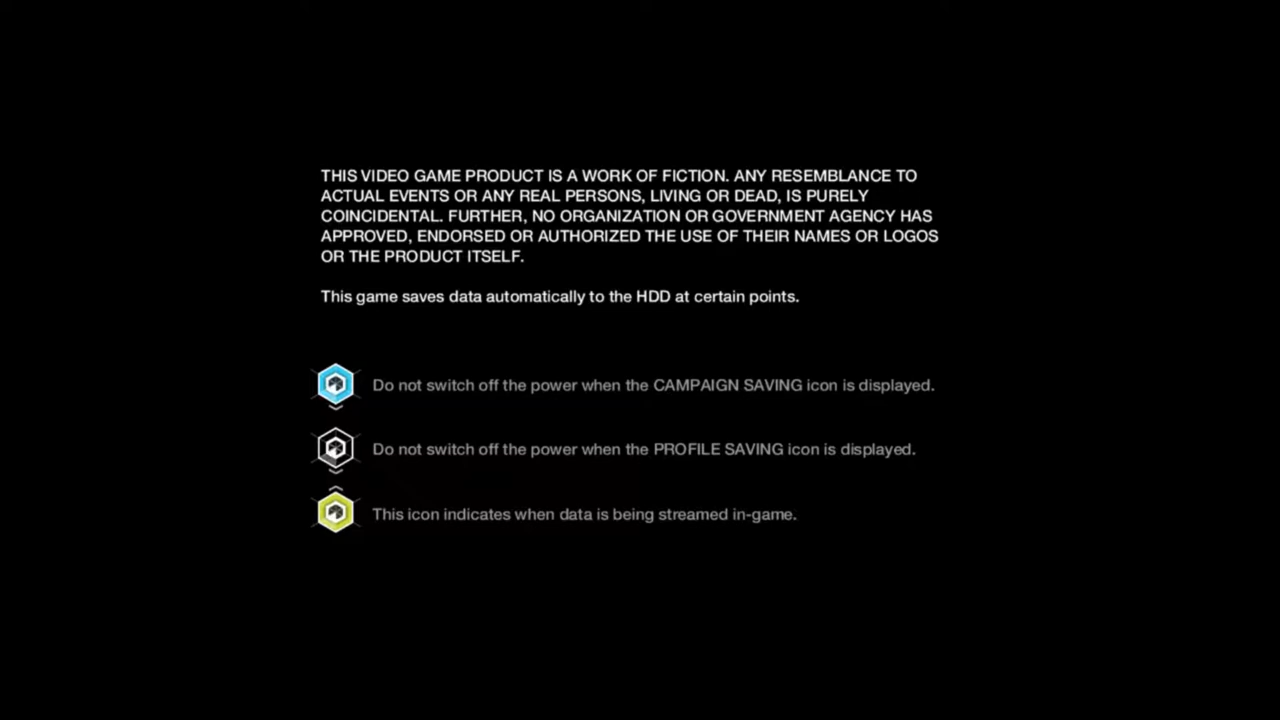 THIS VIDEO GAME PRODUCT IS A WORK OF FICTION. ANY RESEMBLANCE TO
ACTUAL EVENTS OR ANY REAL PERSONS, LIVING OR DEAD, IS PURELY
COINCIDENTAL. FURTHER, NO ORGANIZATION OR GOVERNMENT AGENCY HAS
APPROVED, ENDORSED OR AUTHORIZED THE USE OF THEIR NAMES OR LOGOS
OR THE PRODUCT ITSELF.
This game saves data automatically to the HDD at certain points.
Do not switch off the power when the CAMPAIGN SAVING icon is displayed.
Do not switch off the power when the PROFILE SAVING icon is displayed.
This icon indicates when data is being streamed in-game.